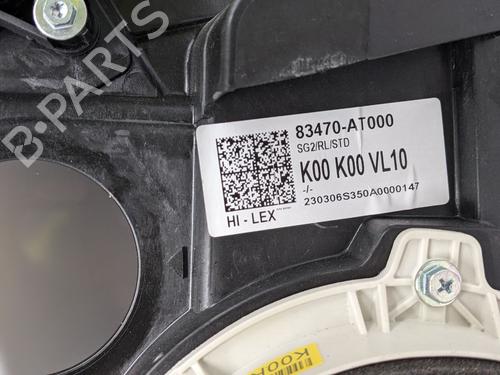 B-PARTS
83470-AT000
SG2/RL/STD
K00 K00 VL10
-/-
230306S350A0000147
HI - LEX